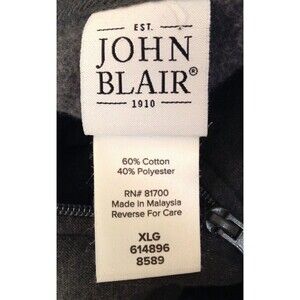 EST.
JOHN
BLAIR®
1910
60% Cotton
40% Polyester
RN# 81700
Made in Malaysia
Reverse For Care
XLG
614896
8589